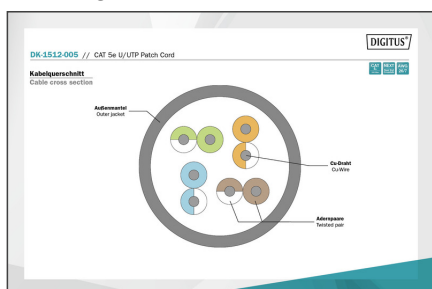 DIGITUS®
DK-1512-005 // CAT 5e U/UTP Patch Cord
Kabelquerschnitt
Cable cross section
Außenmantel
Outer jacket
Cu-Draht
Cu-Wire
Adernpaare
Twisted pair